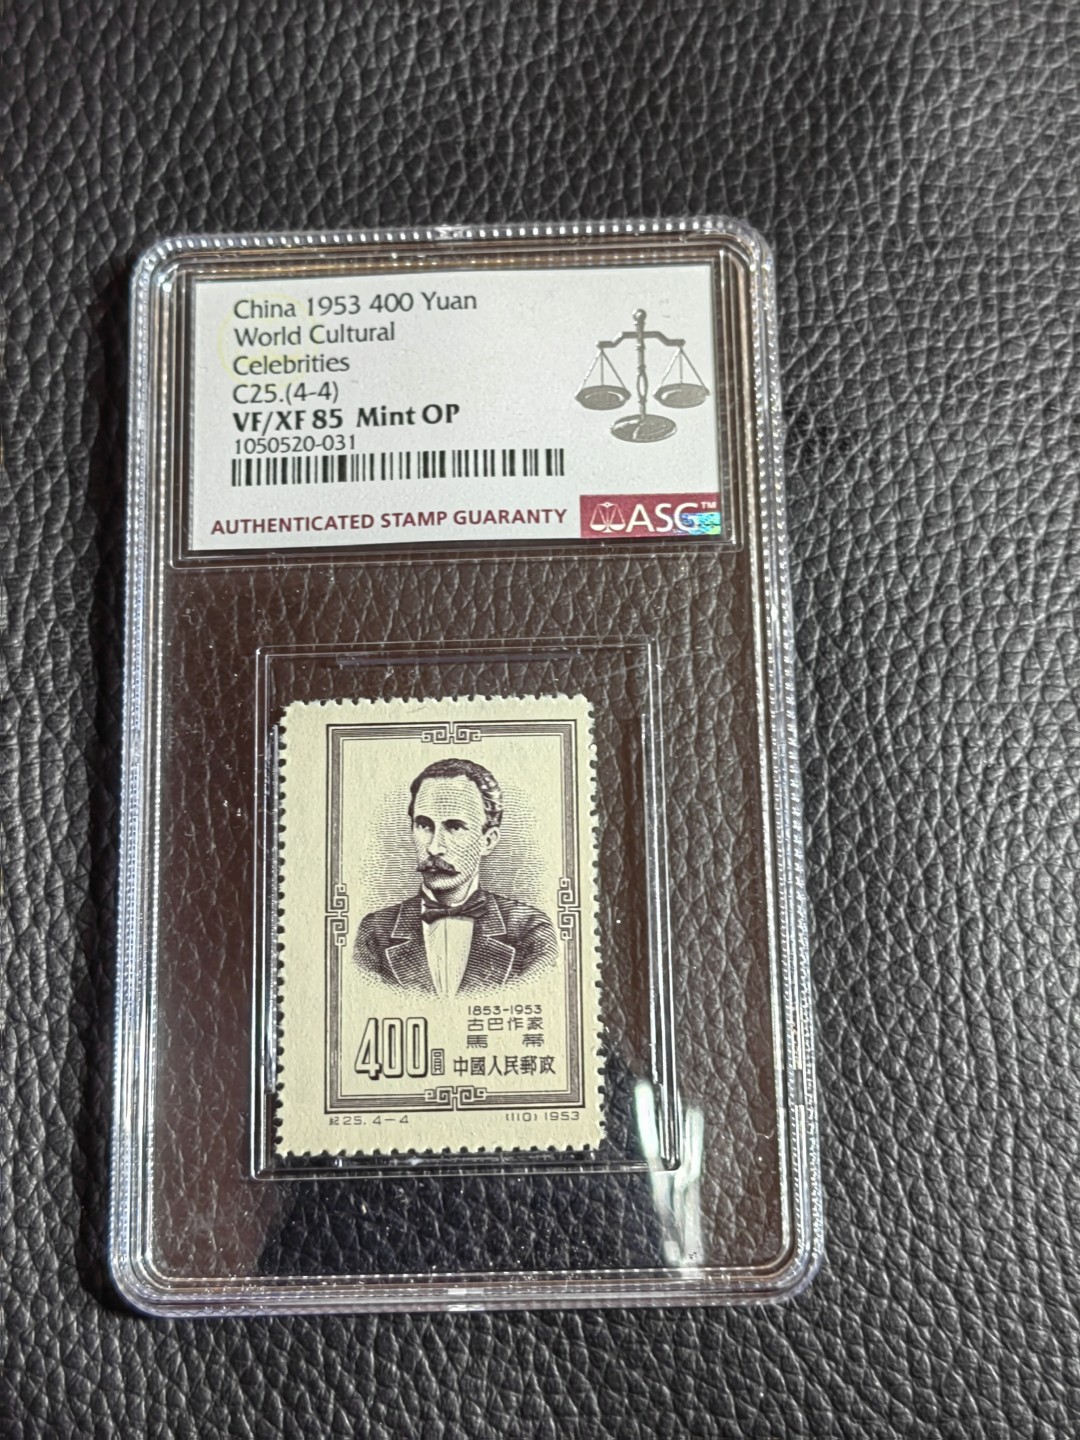 China 1953 400 Yuan
World Cultural
Celebrities
C25.(4-4)
VF/XF 85 Mint OP
1050520-031
AUTHENTICATED STAMP GUARANTY
ASG™
1853-1953
古巴作家
馬蒂
400圓 中國人民郵政
紀25. 4-4 (110) 1953